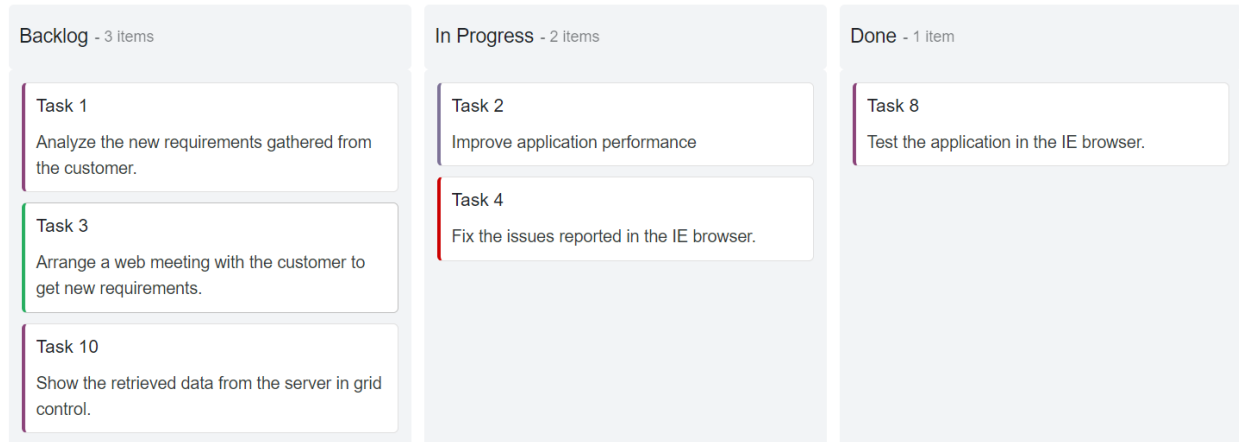 Backlog - 3 items
Task 1
Analyze the new requirements gathered from
the customer.
Task 3
Arrange a web meeting with the customer to
get new requirements.
Task 10
Show the retrieved data from the server in grid
control.
In Progress - 2 items
Task 2
Improve application performance
Task 4
Fix the issues reported in the IE browser.
Done - 1 item
Task 8
Test the application in the IE browser.